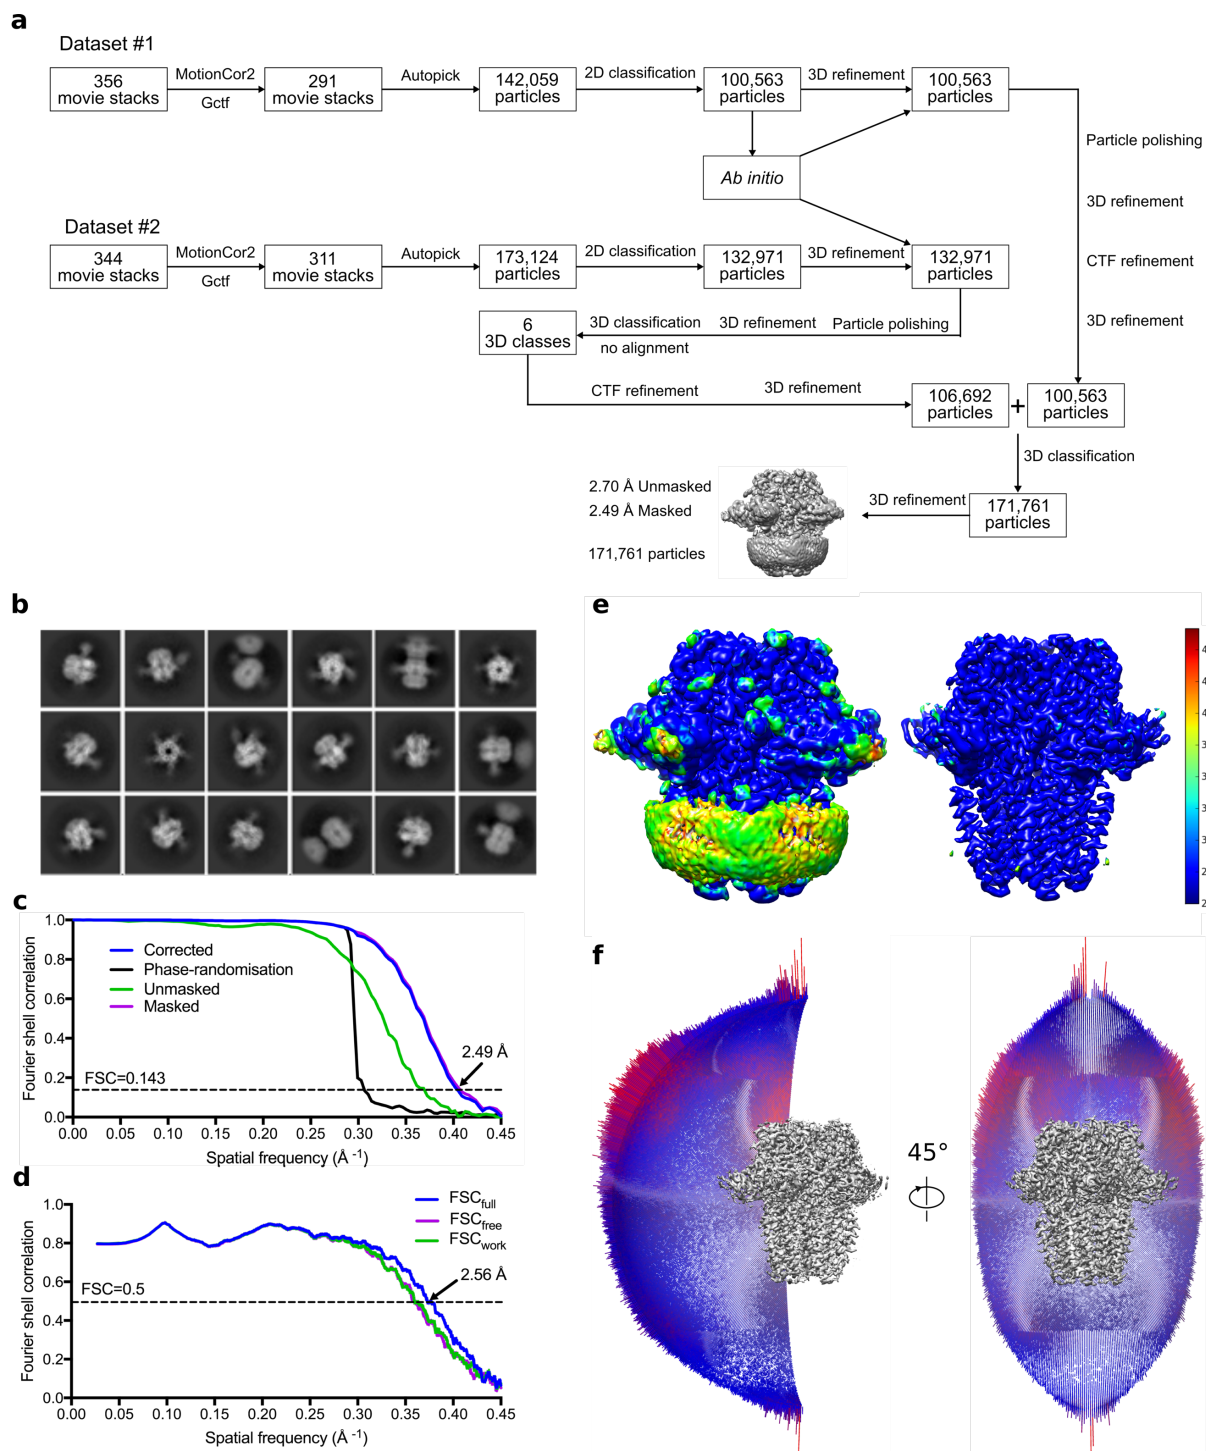 a
Dataset #1
356
movie stacks
MotionCor2
Gctf
291
movie stacks
Autopick
142,059
particles
2D classification
100,563
particles
3D refinement
100,563
particles
Particle polishing
3D refinement
CTF refinement
3D refinement
Ab initio
Dataset #2
344
movie stacks
MotionCor2
Gctf
311
movie stacks
Autopick
173,124
particles
2D classification
132,971
particles
3D refinement
132,971
particles
6
3D classes
3D classification
no alignment
3D refinement
Particle polishing
CTF refinement
3D refinement
106,692
particles
+
100,563
particles
3D classification
171,761
particles
3D refinement
2.70 Å Unmasked
2.49 Å Masked
171,761 particles
b
c
Fourier shell correlation
1.0
0.8
0.6
0.4
0.2
0.0
Corrected
Phase-randomisation
Unmasked
Masked
2.49 Å
FSC=0.143
0.00 0.05 0.10 0.15 0.20 0.25 0.30 0.35 0.40 0.45
Spatial frequency (Å⁻¹)
d
Fourier shell correlation
1.0
0.8
0.6
0.4
0.2
0.0
FSCfull
FSCfree
FSCwork
2.56 Å
FSC=0.5
0.00 0.05 0.10 0.15 0.20 0.25 0.30 0.35 0.40 0.45
Spatial frequency (Å⁻¹)
e
4
4
4
3
3
3
3
2
2
2
f
45°